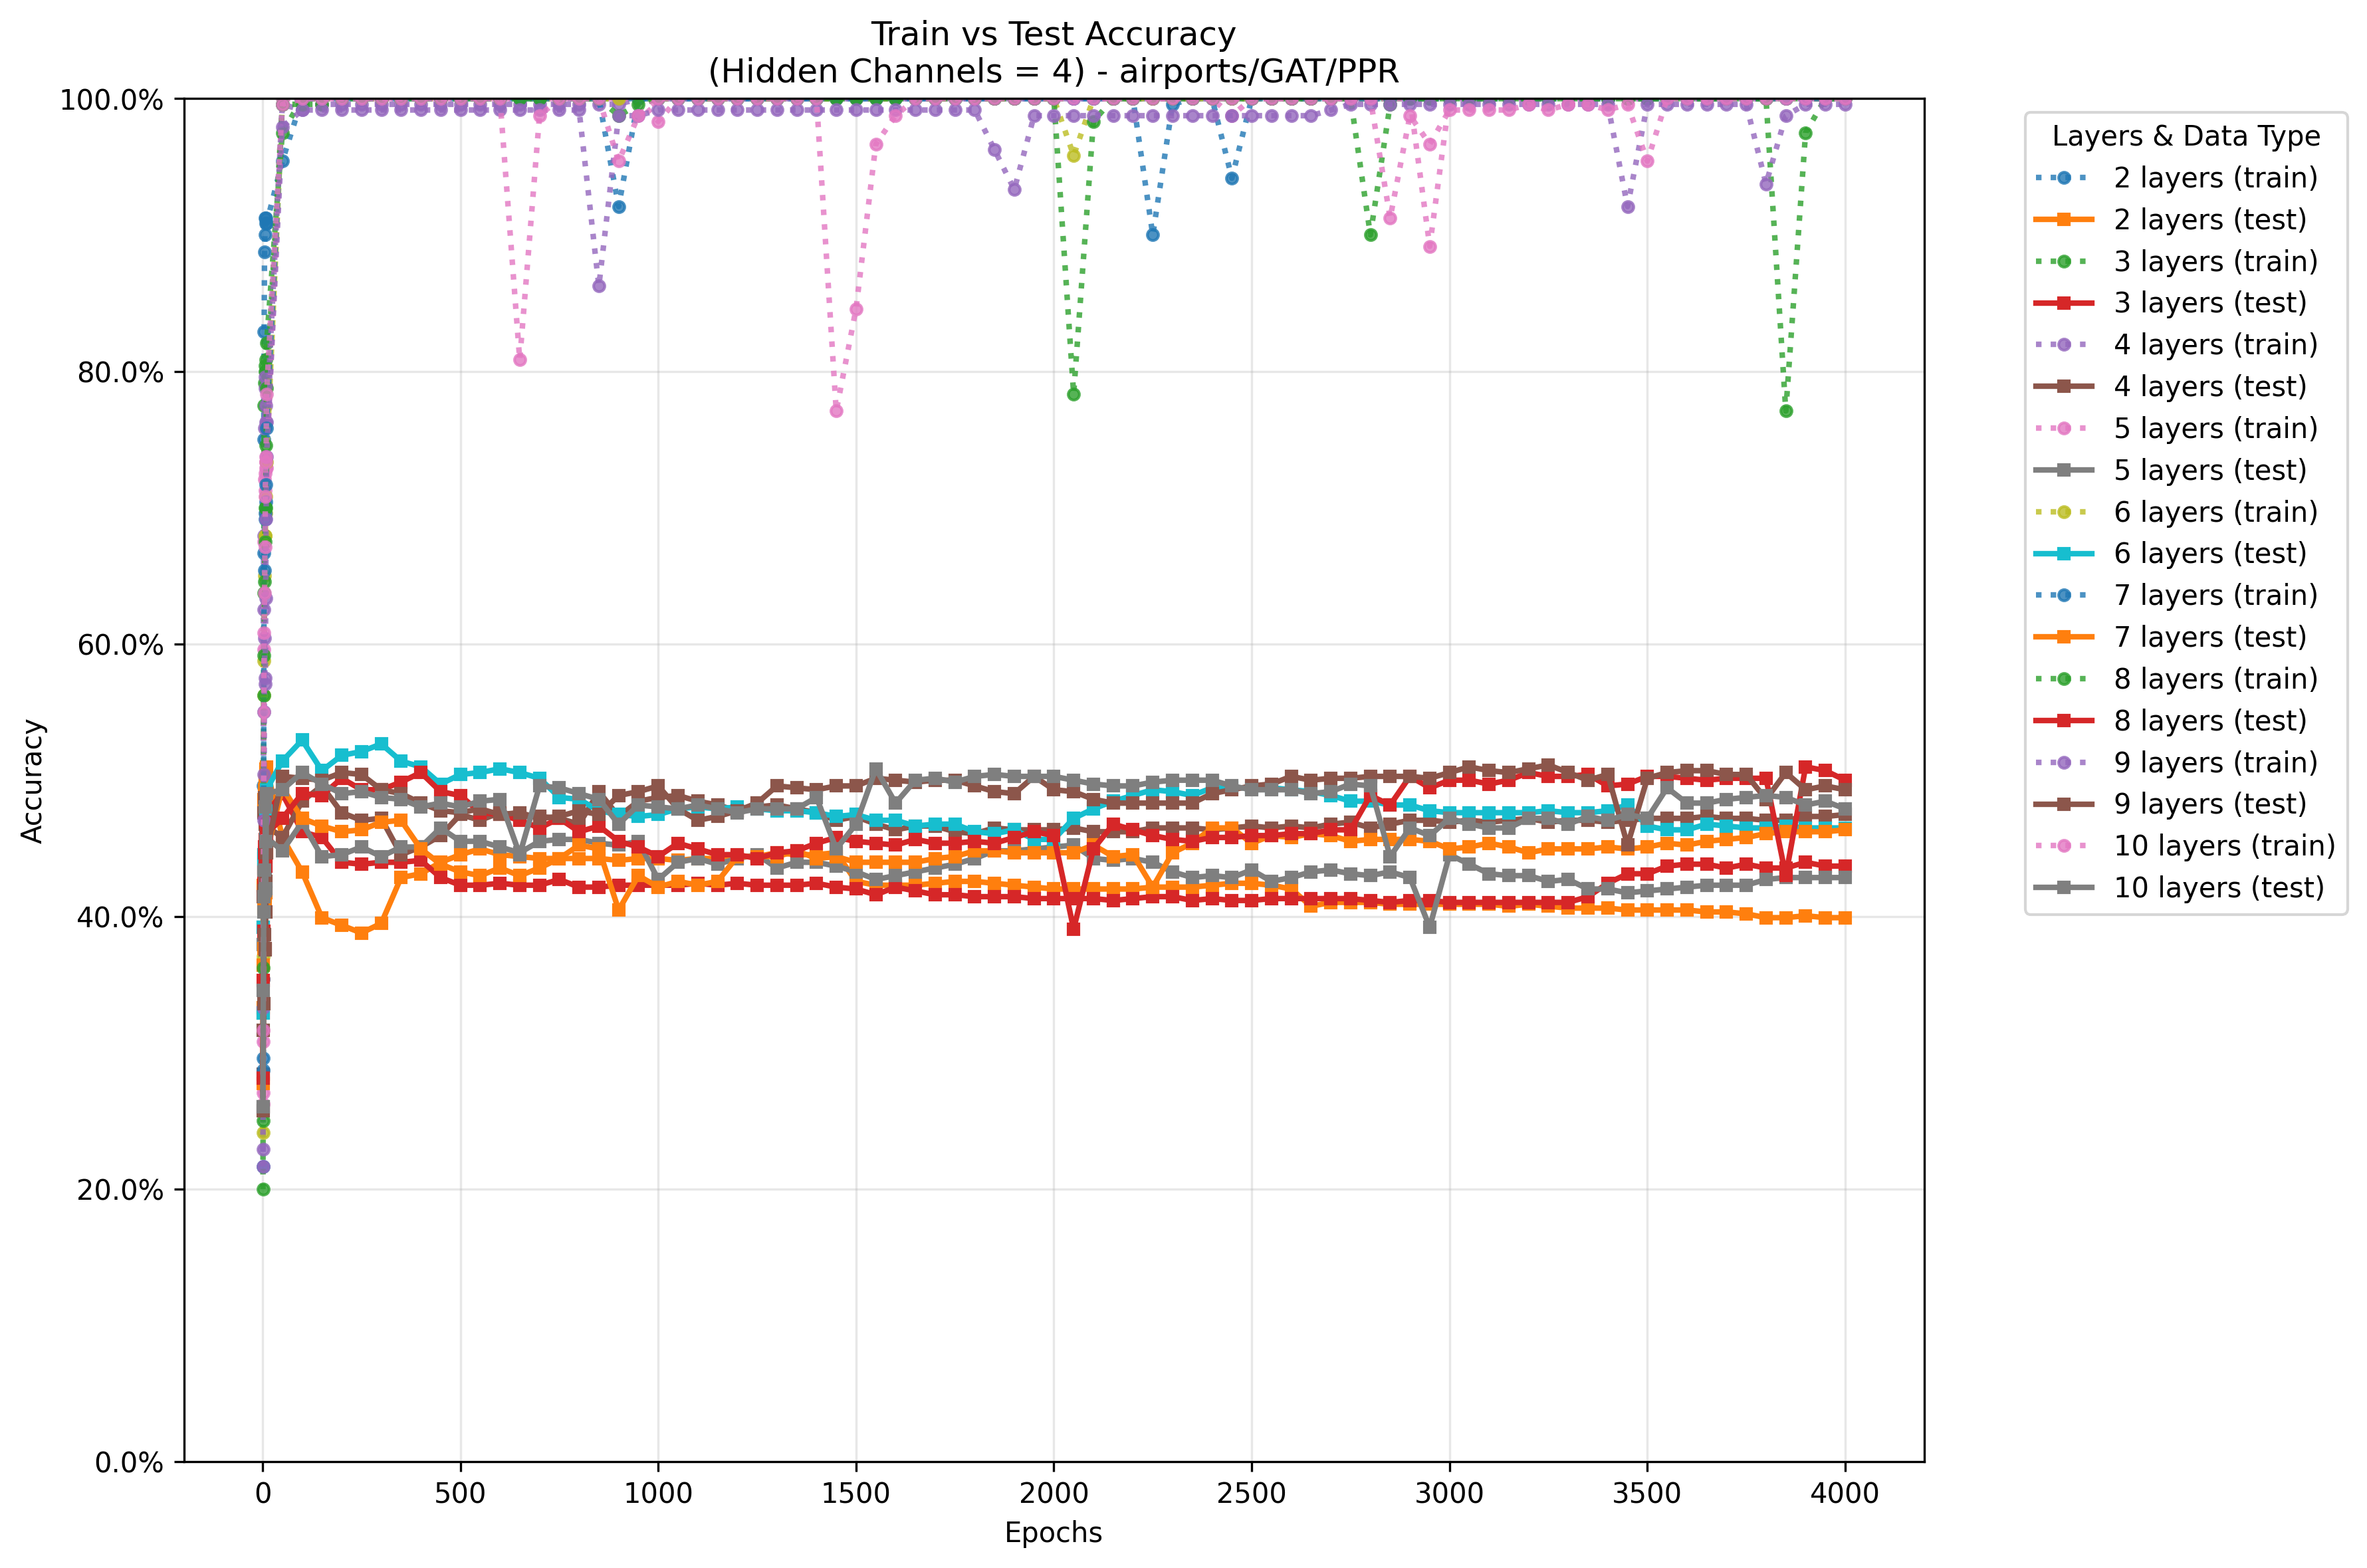 Train vs Test Accuracy
(Hidden Channels = 4) - airports/GAT/PPR
100.0%
80.0%
60.0%
40.0%
20.0%
0.0%
Accuracy
0
500
1000
1500
2000
2500
3000
3500
4000
Epochs
Layers & Data Type
2 layers (train)
2 layers (test)
3 layers (train)
3 layers (test)
4 layers (train)
4 layers (test)
5 layers (train)
5 layers (test)
6 layers (train)
6 layers (test)
7 layers (train)
7 layers (test)
8 layers (train)
8 layers (test)
9 layers (train)
9 layers (test)
10 layers (train)
10 layers (test)